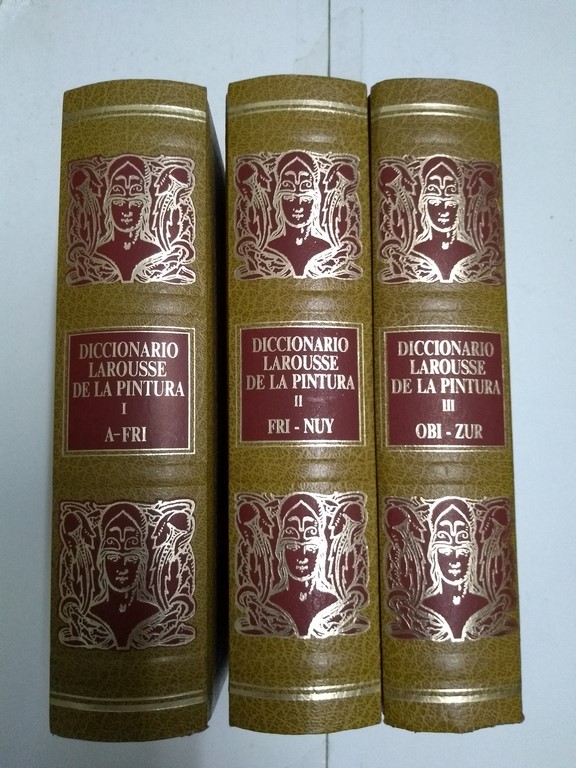 DICCIONARIO
LAROUSSE
DE LA PINTURA
I
A-FRI
DICCIONARIO
LAROUSSE
DE LA PINTURA
II
FRI - NUY
DICCIONARIO
LAROUSSE
DE LA PINTURA
III
OBI - ZUR